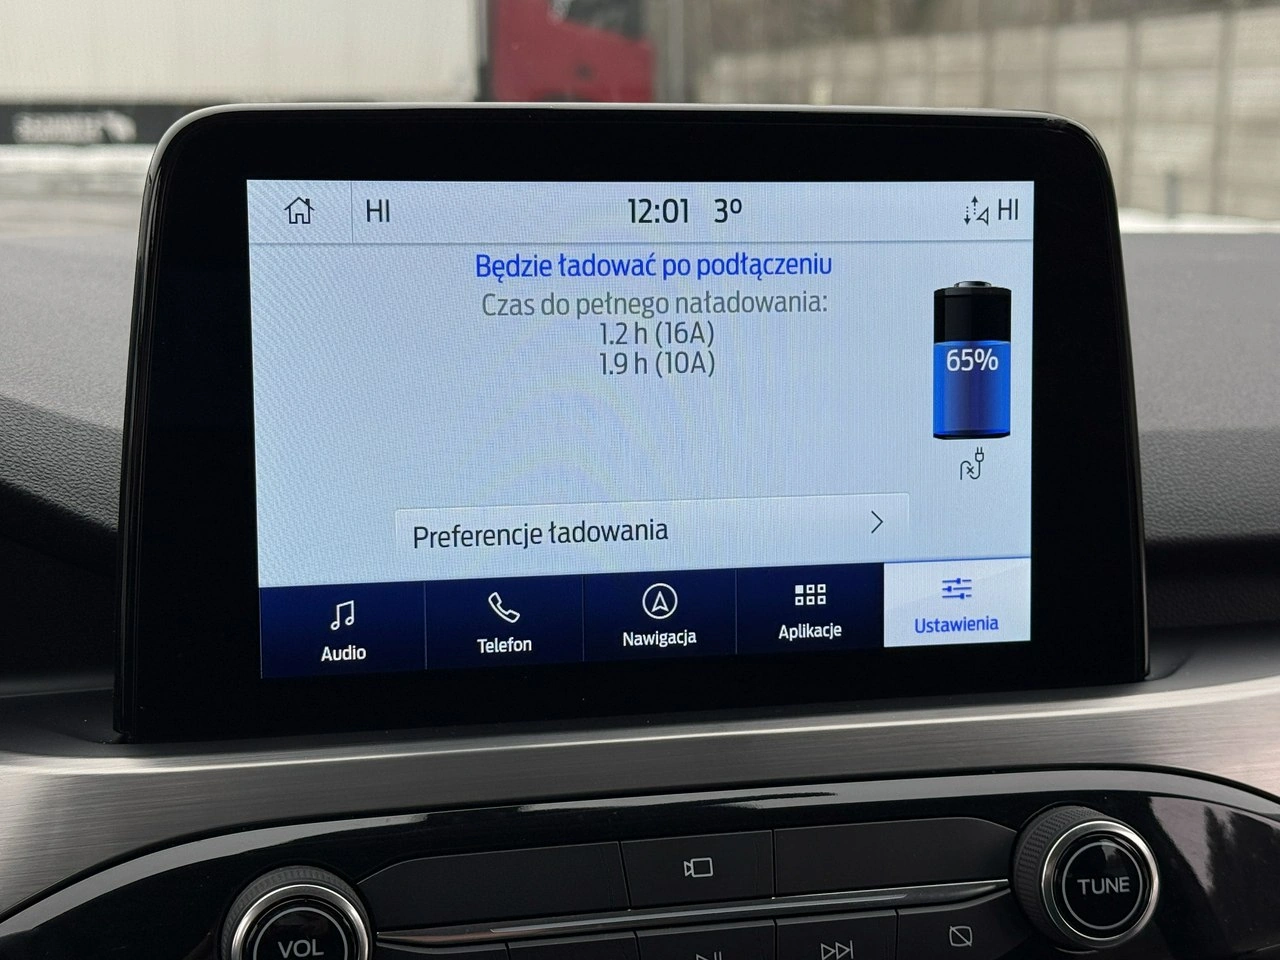 HI 12:01 3° HI
Będzie ładować po podłączeniu
Czas do pełnego naładowania:
1.2 h (16A)
1.9 h (10A)
65%
Preferencje ładowania
Audio Telefon Nawigacja Aplikacje Ustawienia
VOL TUNE